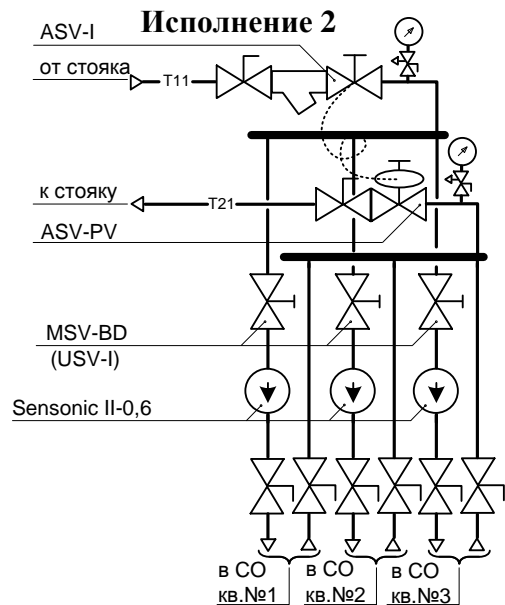 Исполнение 2
ASV-I
от стояка
T11
к стояку
T21
ASV-PV
MSV-BD
(USV-I)
Sensonic II-0,6
в СО
кв.№1
в СО
кв.№2
в СО
кв.№3